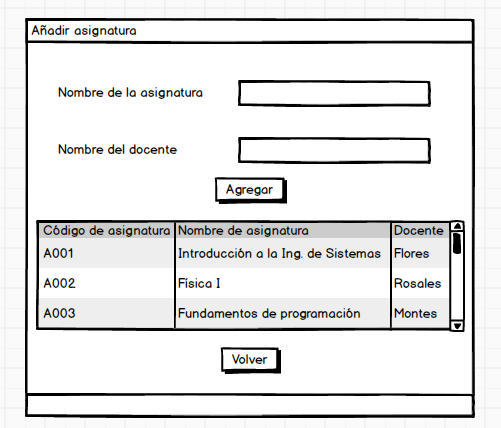 Añadir asignatura
Nombre de la asignatura
Nombre del docente
Agregar
Código de asignatura Nombre de asignatura Docente
A001 Introducción a la Ing. de Sistemas Flores
A002 Física I Rosales
A003 Fundamentos de programación Montes
Volver